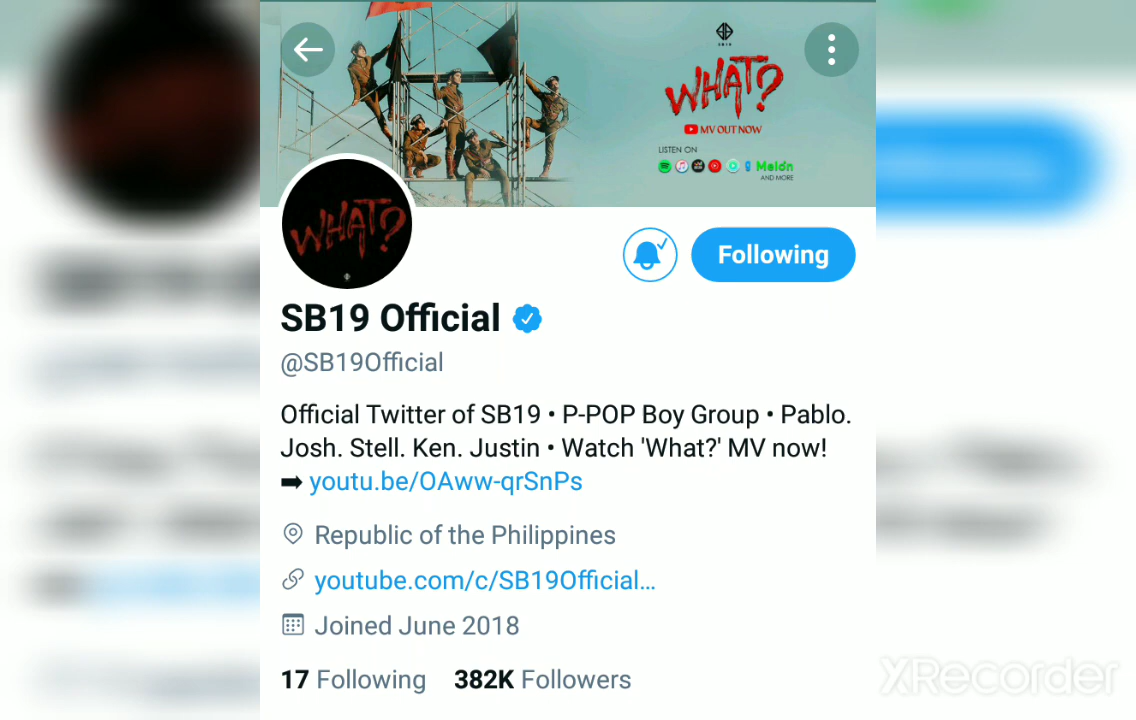 SB19
WHAT?
MV OUT NOW
LISTEN ON
Melon
AND MORE
WHAT?
Following
SB19 Official
@SB19Official
Official Twitter of SB19 • P-POP Boy Group • Pablo.
Josh. Stell. Ken. Justin • Watch 'What?' MV now!
➡ youtu.be/OAww-qrSnPs
Republic of the Philippines
youtube.com/c/SB19Official…
Joined June 2018
17 Following 382K Followers
XRecorder